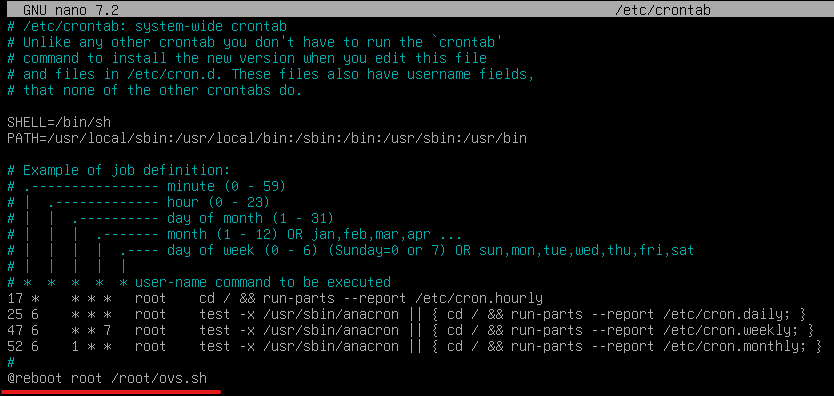 GNU nano 7.2 /etc/crontab
# /etc/crontab: system-wide crontab
# Unlike any other crontab you don't have to run the `crontab'
# command to install the new version when you edit this file
# and files in /etc/cron.d. These files also have username fields,
# that none of the other crontabs do.

SHELL=/bin/sh
PATH=/usr/local/sbin:/usr/local/bin:/sbin:/bin:/usr/sbin:/usr/bin

# Example of job definition:
# .---------------- minute (0 - 59)
# |  .------------- hour (0 - 23)
# |  |  .---------- day of month (1 - 31)
# |  |  |  .------- month (1 - 12) OR jan,feb,mar,apr ...
# |  |  |  |  .---- day of week (0 - 6) (Sunday=0 or 7) OR sun,mon,tue,wed,thu,fri,sat
# |  |  |  |  |
# *  *  *  *  * user-name command to be executed
17 *    * * *   root    cd / && run-parts --report /etc/cron.hourly
25 6    * * *   root    test -x /usr/sbin/anacron || { cd / && run-parts --report /etc/cron.daily; }
47 6    * * 7   root    test -x /usr/sbin/anacron || { cd / && run-parts --report /etc/cron.weekly; }
52 6    1 * *   root    test -x /usr/sbin/anacron || { cd / && run-parts --report /etc/cron.monthly; }
#
@reboot root /root/ovs.sh